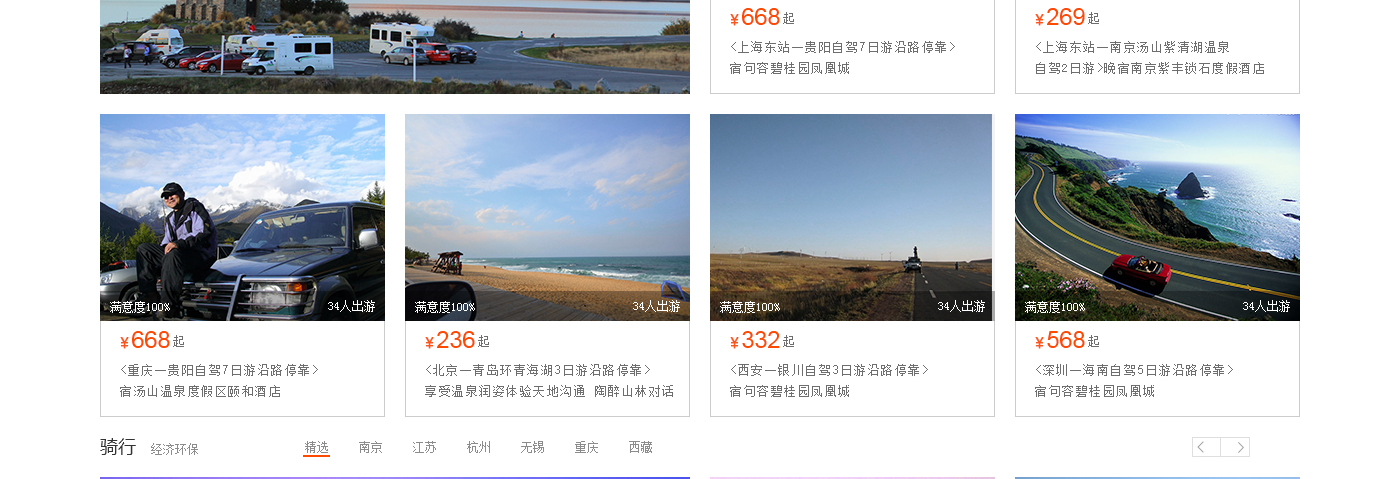 ¥668起
<上海东站—贵阳自驾7日游沿路停靠>
宿句容碧桂园凤凰城
¥269起
<上海东站—南京汤山紫清湖温泉
自驾2日游>晚宿南京紫丰锁石度假酒店
满意度100% 34人出游
¥668起
<重庆—贵阳自驾7日游沿路停靠>
宿汤山温泉度假区颐和酒店
满意度100% 34人出游
¥236起
<北京—青岛环青海湖3日游沿路停靠>
享受温泉润姿体验天地沟通 陶醉山林对话
满意度100% 34人出游
¥332起
<西安—银川自驾3日游沿路停靠>
宿句容碧桂园凤凰城
满意度100% 34人出游
¥568起
<深圳—海南自驾5日游沿路停靠>
宿句容碧桂园凤凰城
骑行 经济环保 精选 南京 江苏 杭州 无锡 重庆 西藏